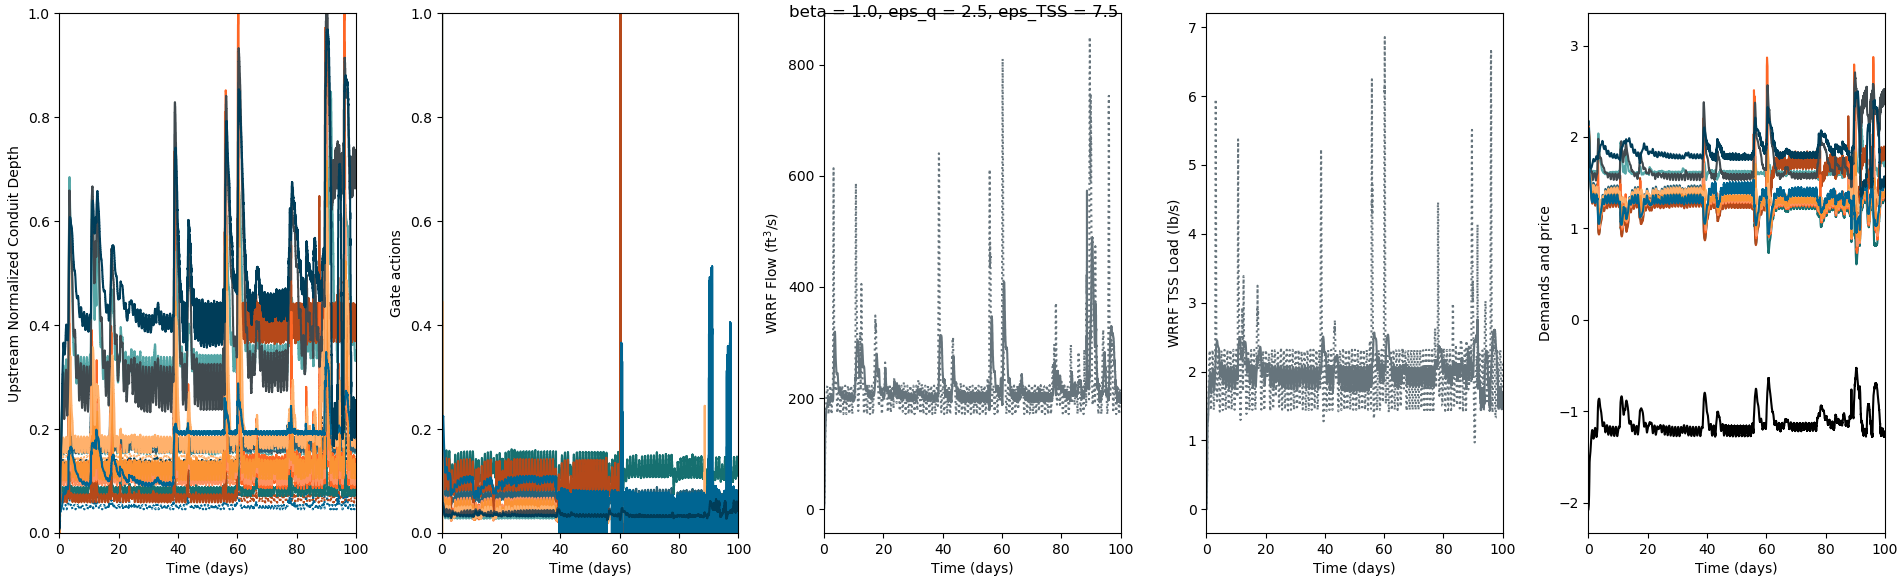 beta = 1.0, eps_q = 2.5, eps_TSS = 7.5
Upstream Normalized Conduit Depth
1.0
0.8
0.6
0.4
0.2
0.0
0 20 40 60 80 100
Time (days)
Gate actions
1.0
0.8
0.6
0.4
0.2
0.0
0 20 40 60 80 100
Time (days)
WRRF Flow (ft³/s)
800
600
400
200
0
0 20 40 60 80 100
Time (days)
WRRF TSS Load (lb/s)
7
6
5
4
3
2
1
0
0 20 40 60 80 100
Time (days)
Demands and price
3
2
1
0
−1
−2
0 20 40 60 80 100
Time (days)